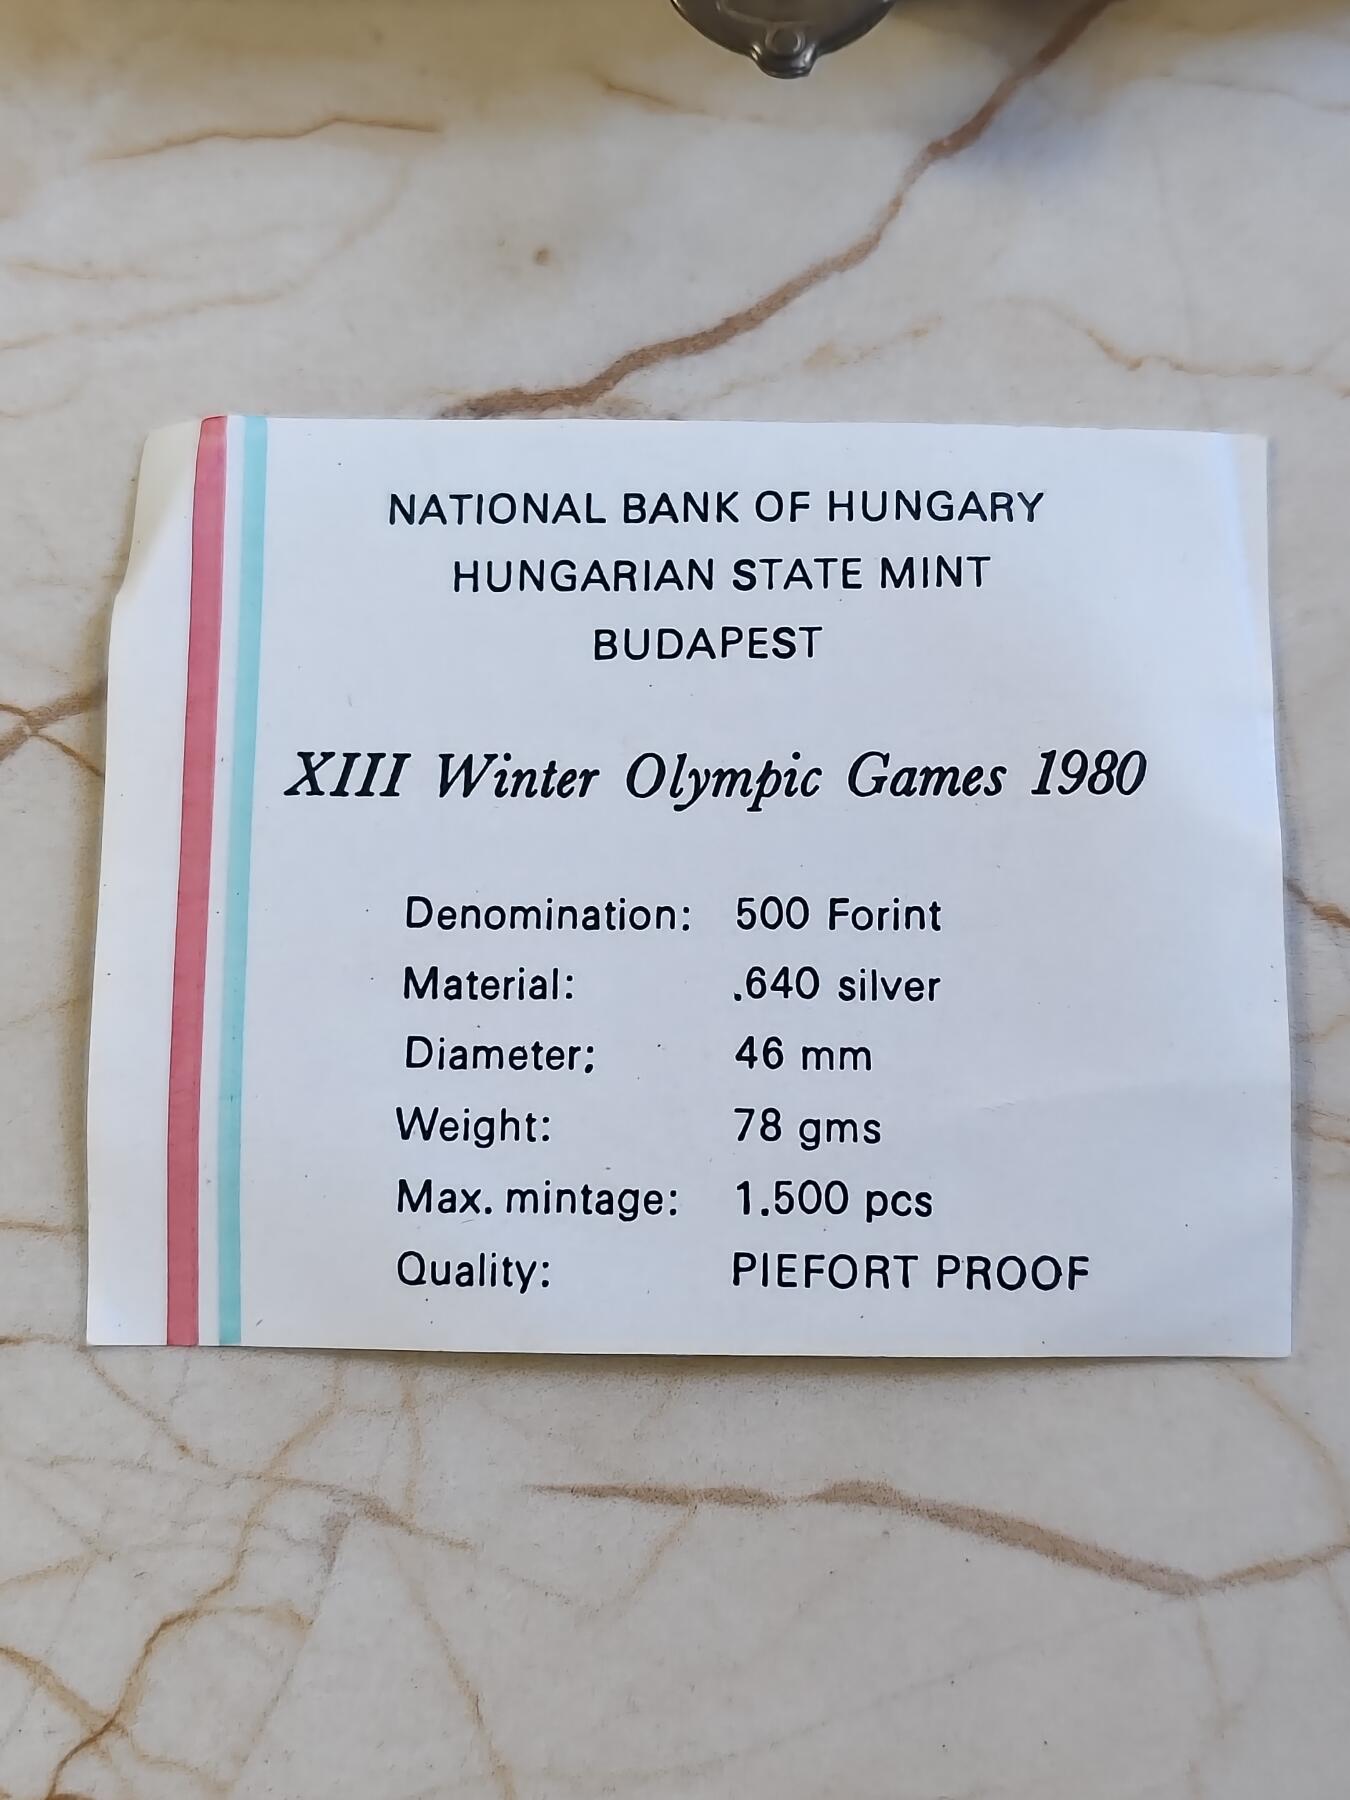 NATIONAL BANK OF HUNGARY
HUNGARIAN STATE MINT
BUDAPEST
XIII Winter Olympic Games 1980
Denomination: 500 Forint
Material: .640 silver
Diameter: 46 mm
Weight: 78 gms
Max. mintage: 1.500 pcs
Quality: PIEFORT PROOF